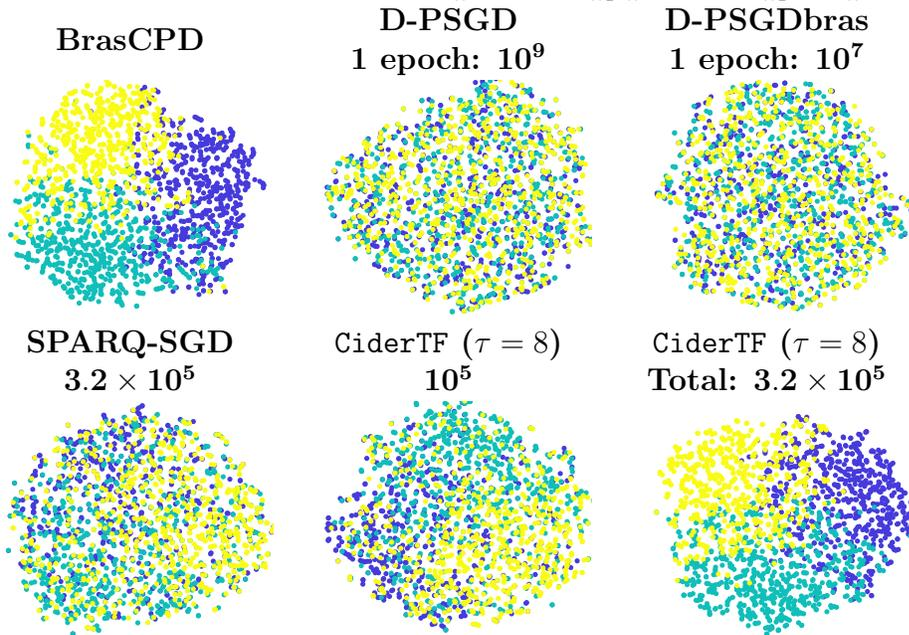 BrasCPD
D-PSGD
1 epoch: 10⁹
D-PSGDbras
1 epoch: 10⁷
SPARQ-SGD
3.2 × 10⁵
CiderTF (τ = 8)
10⁵
CiderTF (τ = 8)
Total: 3.2 × 10⁵